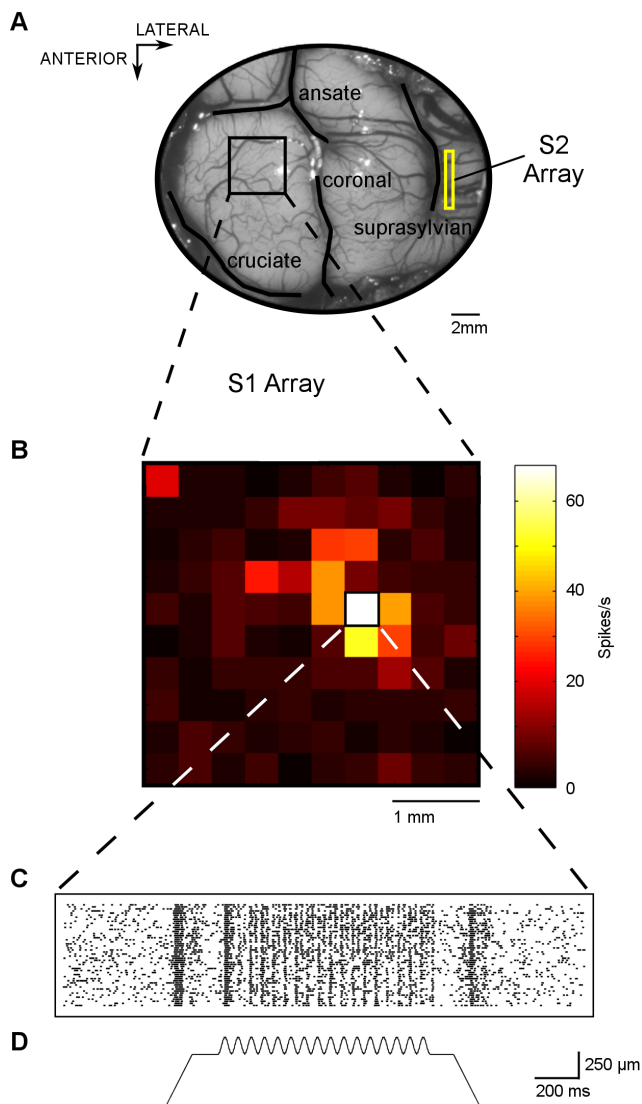 A
LATERAL
ANTERIOR
ansate
S2
Array
coronal
suprasylvian
cruciate
2mm
S1 Array
B
60
40
20
0
Spikes/s
1 mm
C
D
250 µm
200 ms